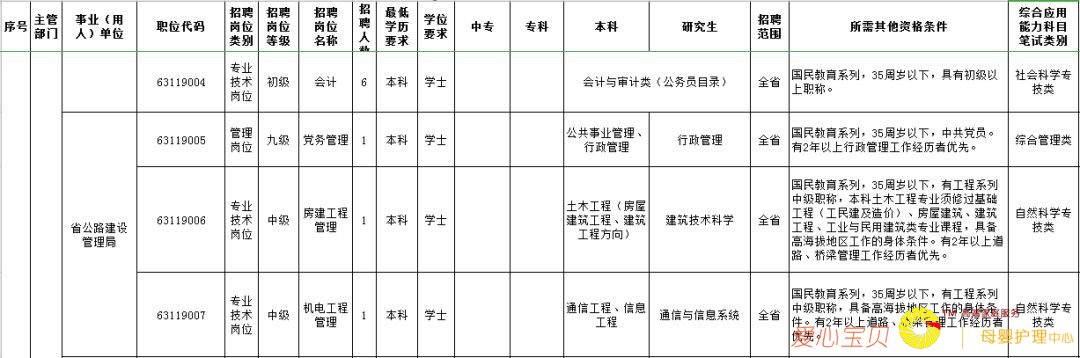 序号
主管
部门
事业（用
人）单位
职位代码
招聘
岗位
类别
招聘
岗位
等级
招聘
岗位
名称
招
聘
人
数
最低
学历
要求
学位
要求
中专
专科
本科
研究生
招聘
范围
所需其他资格条件
综合应用
能力科目
笔试类别
63119004
专业
技术
岗位
初级
会计
6
本科
学士
会计与审计类（公务员目录）
全省
国民教育系列，35周岁以下，具有初级以
上职称。
社会科学专
技类
省公路建设
管理局
63119005
管理
岗位
九级
党务管理
1
本科
学士
公共事业管理、
行政管理
行政管理
全省
国民教育系列，35周岁以下，中共党员。
有2年以上行政管理工作经历者优先。
综合管理类
63119006
专业
技术
岗位
中级
房建工程
管理
1
本科
学士
土木工程（房屋
建筑工程、建筑
工程方向）
建筑技术科学
全省
国民教育系列，35周岁以下，有工程系列
中级职称，本科土木工程专业须修过基础
工程（工民建及造价）、房屋建筑、建筑
工程、工业与民用建筑类专业课程，具备
高海拔地区工作的身体条件。有2年以上道
路、桥梁管理工作经历者优先。
自然科学专
技类
63119007
专业
技术
岗位
中级
机电工程
管理
1
本科
学士
通信工程、信息
工程
通信与信息系统
全省
国民教育系列，35周岁以下，有工程系列
中级职称，具备高海拔地区工作的身体条
件。有2年以上道路、桥梁管理工作经历者
优先。
自然科学专
技类
爱心宝贝
TM
母婴护理中心